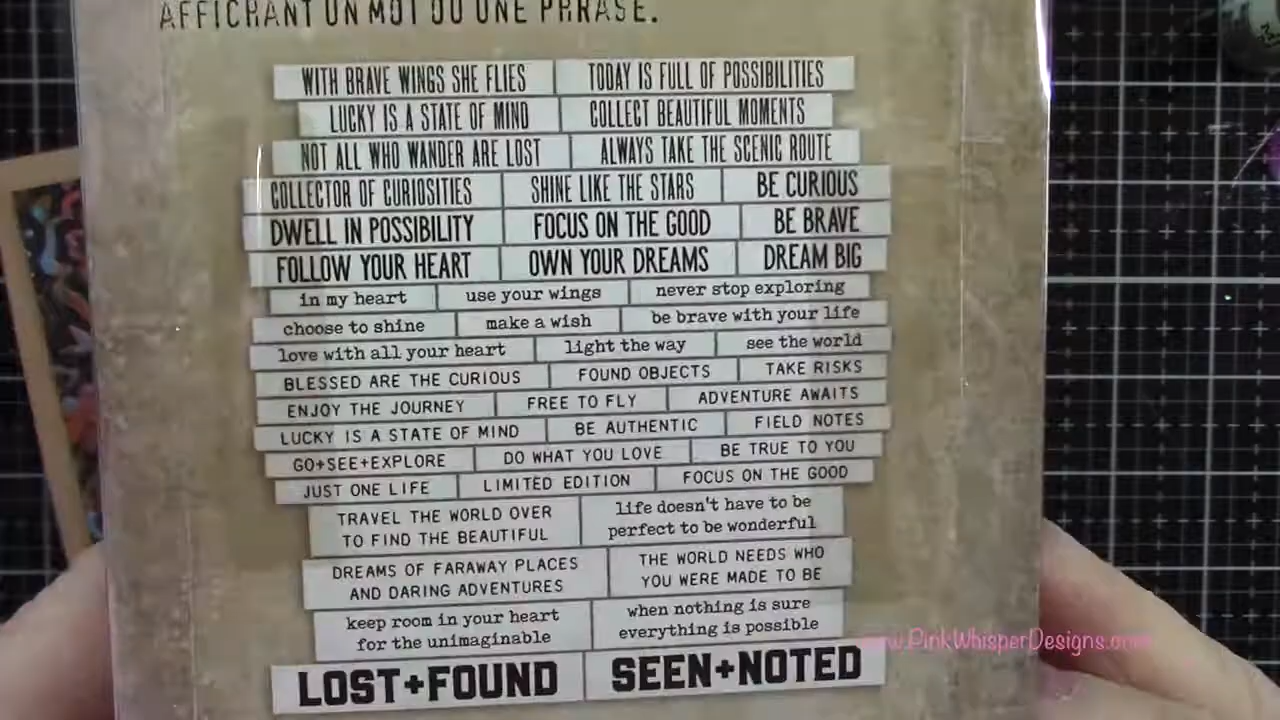 AFFICHANT UN MOT OU UNE PHRASE.
WITH BRAVE WINGS SHE FLIES TODAY IS FULL OF POSSIBILITIES
LUCKY IS A STATE OF MIND COLLECT BEAUTIFUL MOMENTS
NOT ALL WHO WANDER ARE LOST ALWAYS TAKE THE SCENIC ROUTE
COLLECTOR OF CURIOSITIES SHINE LIKE THE STARS BE CURIOUS
DWELL IN POSSIBILITY FOCUS ON THE GOOD BE BRAVE
FOLLOW YOUR HEART OWN YOUR DREAMS DREAM BIG
in my heart use your wings never stop exploring
choose to shine make a wish be brave with your life
love with all your heart light the way see the world
BLESSED ARE THE CURIOUS FOUND OBJECTS TAKE RISKS
ENJOY THE JOURNEY FREE TO FLY ADVENTURE AWAITS
LUCKY IS A STATE OF MIND BE AUTHENTIC FIELD NOTES
GO+SEE+EXPLORE DO WHAT YOU LOVE BE TRUE TO YOU
JUST ONE LIFE LIMITED EDITION FOCUS ON THE GOOD
TRAVEL THE WORLD OVER
TO FIND THE BEAUTIFUL
life doesn't have to be
perfect to be wonderful
DREAMS OF FARAWAY PLACES
AND DARING ADVENTURES
THE WORLD NEEDS WHO
YOU WERE MADE TO BE
keep room in your heart
for the unimaginable
when nothing is sure
everything is possible
www.PinkWhisperDesigns.com
LOST+FOUND SEEN+NOTED